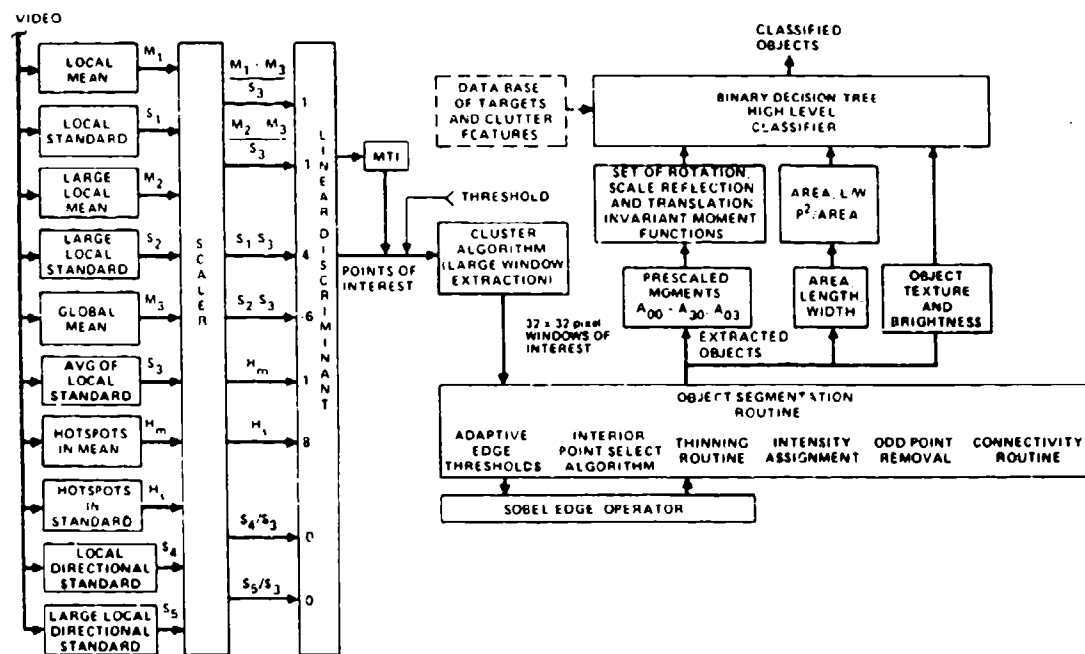 VIDEO
LOCAL
MEAN
M1
LOCAL
STANDARD
S1
LARGE
LOCAL
MEAN
M2
LARGE
LOCAL
STANDARD
S2
GLOBAL
MEAN
M3
AVG OF
LOCAL
STANDARD
S3
HOTSPOTS
IN MEAN
Hm
HOTSPOTS
IN
STANDARD
LOCAL
DIRECTIONAL
STANDARD
S4
LARGE LOCAL
DIRECTIONAL
STANDARD
S5
SCALER
M1 - M3
S3
M2 M3
S3
S1 S3
S2 S3
Hm
S4/S3
S5/S3
1
1
4
6
1
8
0
0
LINEAR DISCRIMINANT
MTI
THRESHOLD
POINTS OF
INTEREST
CLUSTER
ALGORITHM
(LARGE WINDOW
EXTRACTION)
32 x 32 pixel
WINDOWS OF
INTEREST
CLASSIFIED
OBJECTS
DATA BASE
OF TARGETS
AND CLUTTER
FEATURES
BINARY DECISION TREE
HIGH LEVEL
CLASSIFIER
SET OF ROTATION,
SCALE REFLECTION
AND TRANSLATION
INVARIANT MOMENT
FUNCTIONS
AREA, L/W
P2/AREA
PRESCALED
MOMENTS
A00 - A30, A03
AREA,
LENGTH,
WIDTH
OBJECT
TEXTURE
AND
BRIGHTNESS
EXTRACTED
OBJECTS
OBJECT SEGMENTATION
ROUTINE
ADAPTIVE
EDGE
THRESHOLDS
INTERIOR
POINT SELECT
ALGORITHM
THINNING
ROUTINE
INTENSITY
ASSIGNMENT
ODD POINT
REMOVAL
CONNECTIVITY
ROUTINE
SOBEL EDGE OPERATOR